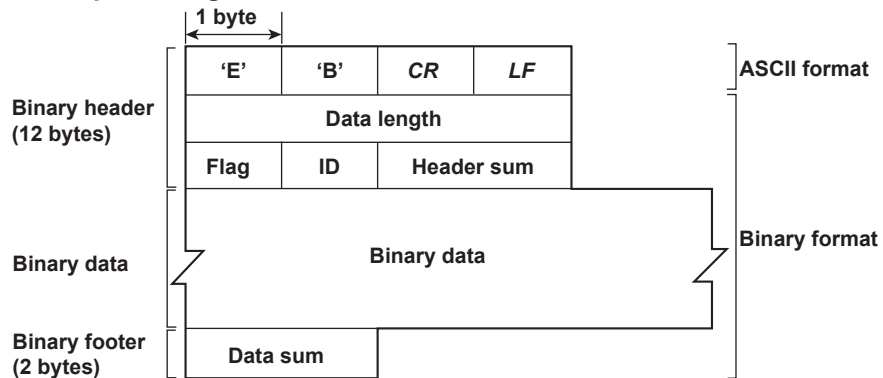 1 byte
‘E’ ‘B’ CR LF
ASCII format
Binary header
(12 bytes)
Data length
Flag ID Header sum
Binary data
Binary data
Binary format
Binary footer
(2 bytes)
Data sum